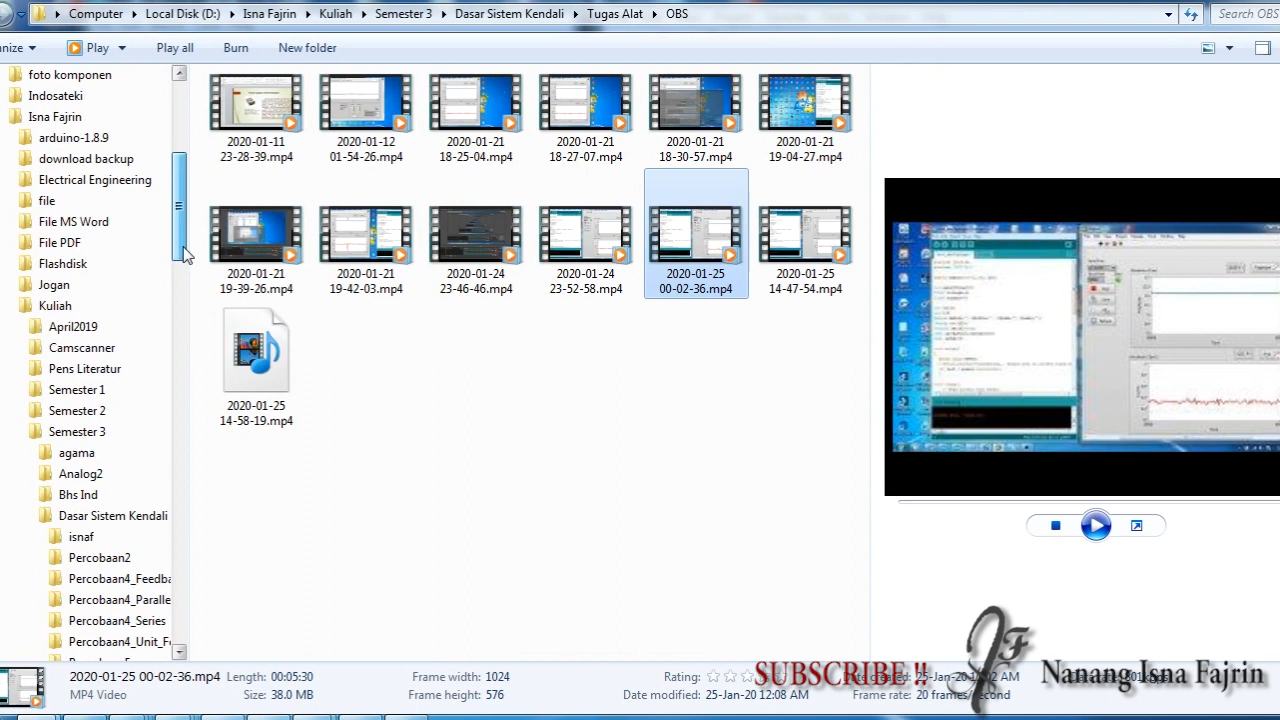 Computer Local Disk (D:) Isna Fajrin Kuliah Semester 3 Dasar Sistem Kendali Tugas Alat OBS Search OBS
nize Play Play all Burn New folder
foto komponen
Indosateki
Isna Fajrin
arduino-1.8.9
download backup
Electrical Engineering
file
File MS Word
File PDF
Flashdisk
Jogan
Kuliah
April2019
Container
Pens Literatur
Semester 1
Semester 2
Semester 3
agama
Analog2
Bhs Ind
Dasar Sistem Kendali
isnaf
Percobaan2
Percobaan4_Feedba
Percobaan4_Paralle
Percobaan4_Series
Percobaan4_Unit_Fe
2020-01-11
23-28-39.mp4
2020-01-12
01-54-26.mp4
2020-01-21
18-25-04.mp4
2020-01-21
18-27-07.mp4
2020-01-21
18-30-57.mp4
2020-01-21
19-04-27.mp4
2020-01-21
2020-01-21
19-42-03.mp4
2020-01-24
23-46-46.mp4
2020-01-24
23-52-58.mp4
2020-01-25
00-02-36.mp4
2020-01-25
14-47-54.mp4
2020-01-25
14-58-19.mp4
2020-01-25 00-02-36.mp4 Length: 00:05:30 Frame width: 1024 Rating:
MP4 Video Size: 38.0 MB Frame height: 576 Date modified: 25-Jan-20 12:08 AM 20 frames/second
SUBSCRIBE !!
JF
Nanang Isna Fajrin